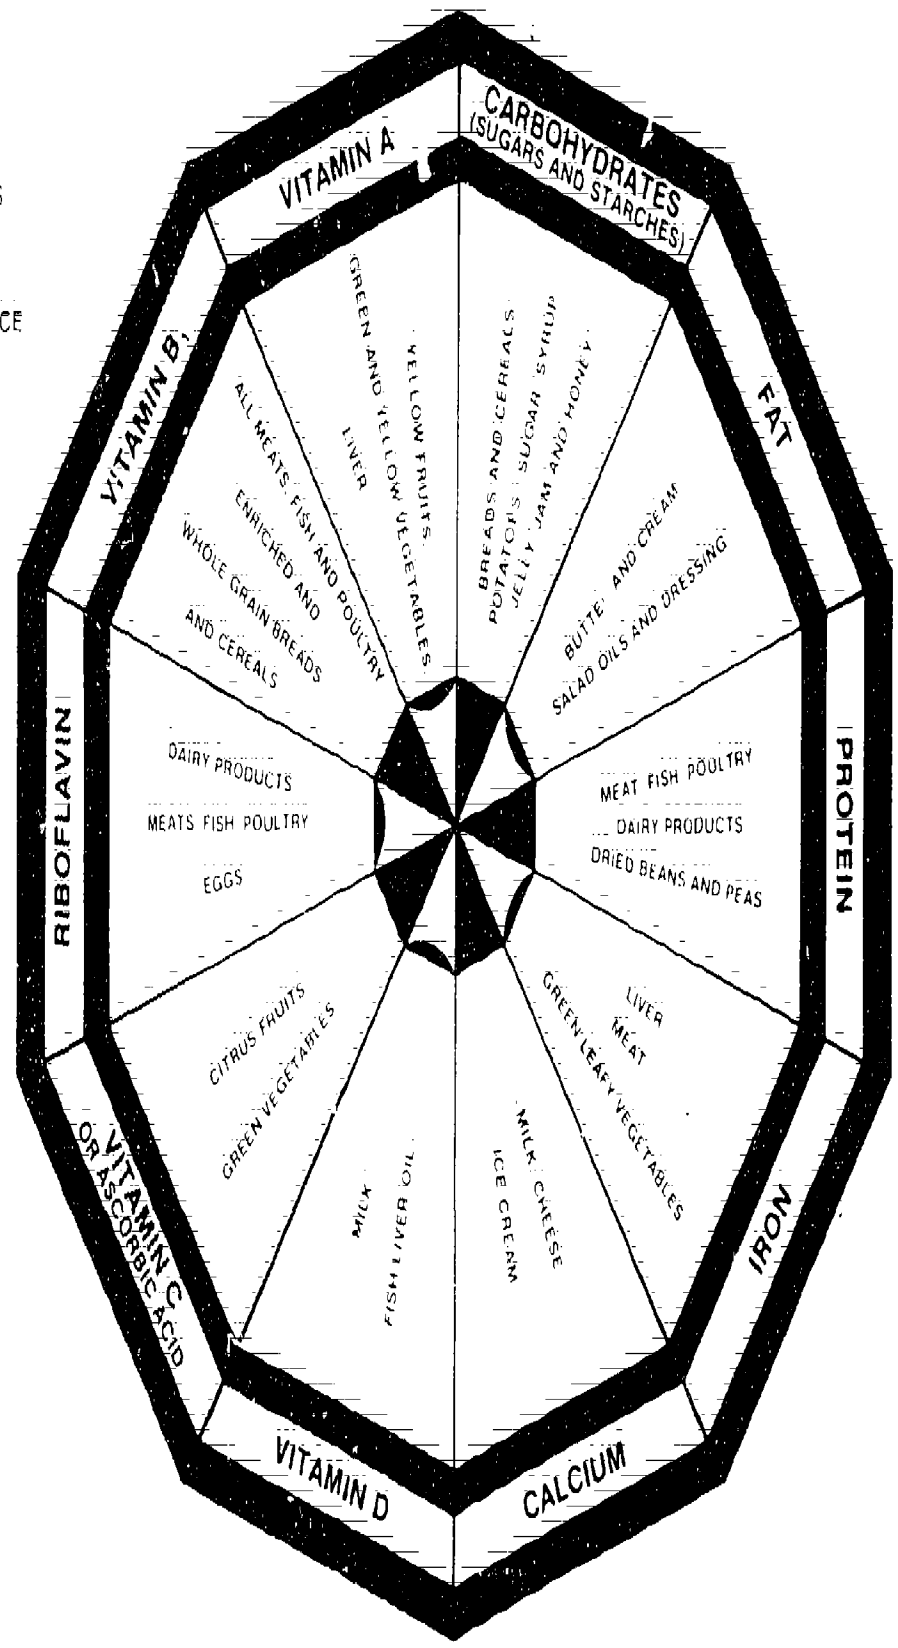 CARBOHYDRATES
(SUGARS AND STARCHES)
BREADS AND CEREALS
POTATOES SUGAR SYRUP
JELLY JAM AND HONEY
FAT
BUTTE AND CREAM
SALAD OILS AND DRESSING
PROTEIN
MEAT FISH POULTRY
DAIRY PRODUCTS
DRIED BEANS AND PEAS
IRON
LIVER
MEAT
GREEN LEAFY VEGETABLES
CALCIUM
MILK CHEESE
ICE CREAM
VITAMIN D
MILK
FISH LIVER OIL
VITAMIN C
OR ASCORBIC ACID
CITRUS FRUITS
GREEN VEGETABLES
RIBOFLAVIN
DAIRY PRODUCTS
MEATS FISH POULTRY
EGGS
VITAMIN B,
ALL MEATS, FISH AND POULTRY
ENRICHED AND
WHOLE GRAIN BREADS
AND CEREALS
VITAMIN A
YELLOW FRUITS
GREEN AND YELLOW VEGETABLES
LIVER
S
CE